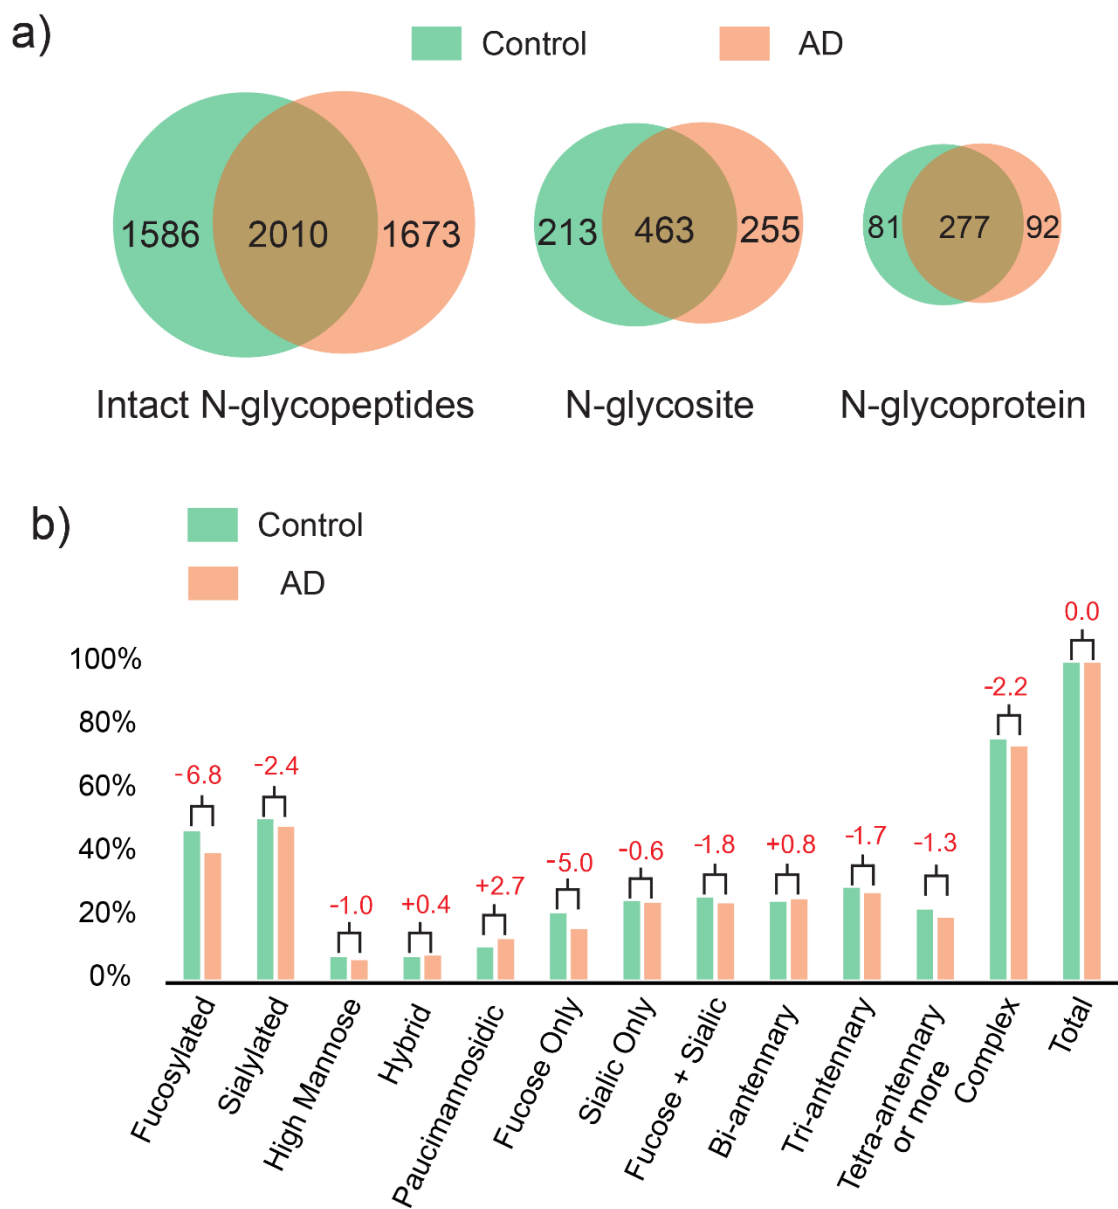 a)
Control
AD
1586
2010
1673
213
463
255
81
277
92
Intact N-glycopeptides
N-glycosite
N-glycoprotein
b)
Control
AD
100%
80%
60%
40%
20%
0%
-6.8
-2.4
-1.0
+0.4
+2.7
-5.0
-0.6
-1.8
+0.8
-1.7
-1.3
-2.2
0.0
Fucosylated
Sialylated
High Mannose
Hybrid
Paucimannosidic
Fucose Only
Sialic Only
Fucose + Sialic
Bi-antennary
Tri-antennary
Tetra-antennary
or more
Complex
Total